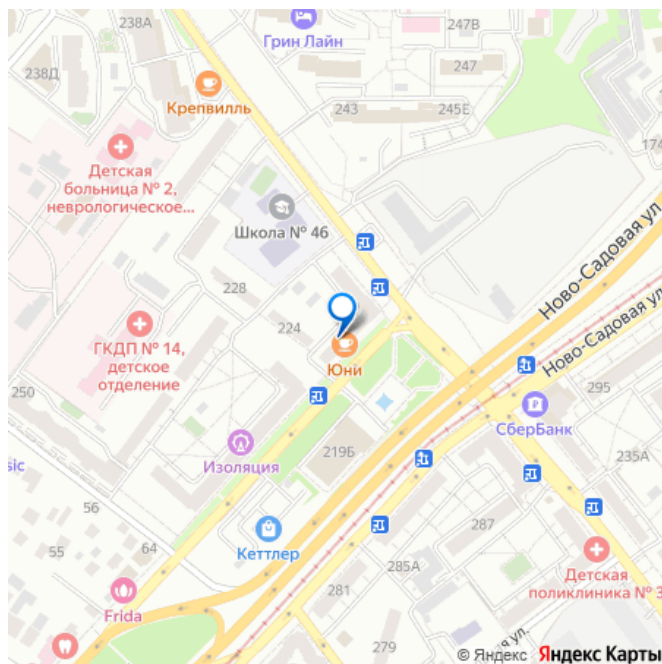 238А
Грин Лайн
247В
238Д
247
Крепвилль
243
245Е
174
Детская
больница № 2,
неврологическое...
Школа № 46
Ново-Садовая ул.
228
224
Ново-Садовая ул.
ГКДП № 14,
детское
отделение
Юни
250
295
СберБанк
Изоляция
219Б
235А
sic
56
55
64
287
Кеттлер
285А
Детская
поликлиника № 3
Frida
281
279
ул.
© Яндекс Яндекс Карты